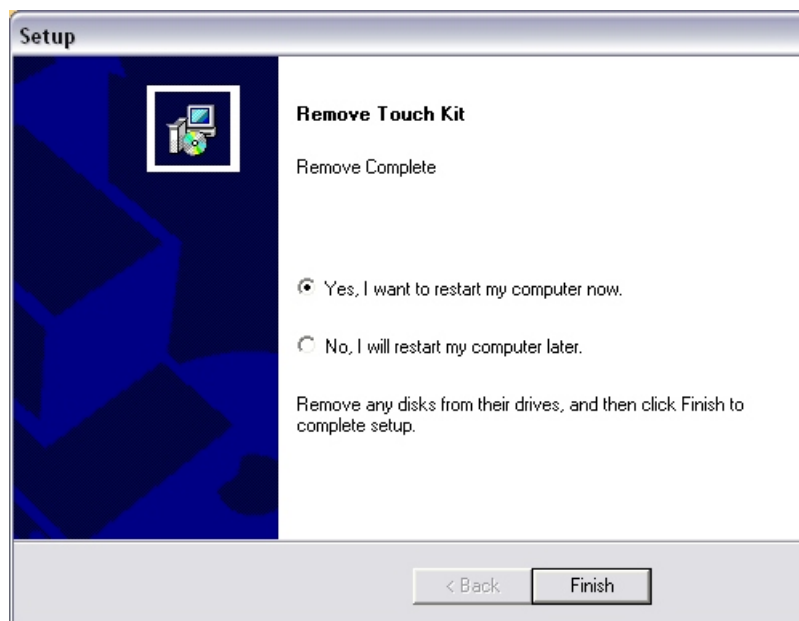 Setup
Remove Touch Kit
Remove Complete
Yes, I want to restart my computer now.
No, I will restart my computer later.
Remove any disks from their drives, and then click Finish to
complete setup.
< Back
Finish